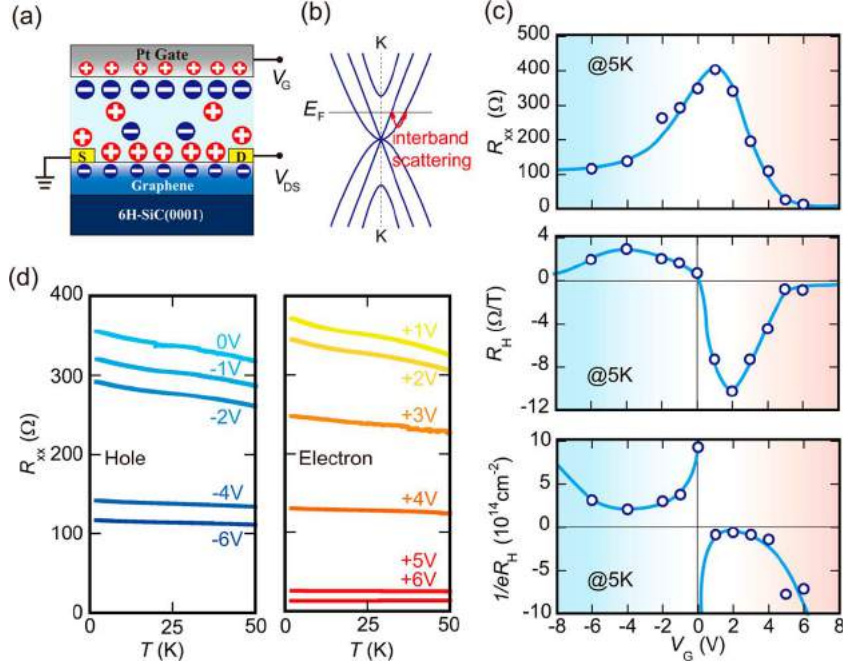 (a)
Pt Gate
V_G
S
D
V_DS
Graphene
6H-SiC(0001)
(b)
K
E_F
interband
scattering
K
(c)
@5K
R_xx (Ω)
500
400
300
200
100
0
R_H (Ω/T)
4
0
-4
-8
-12
@5K
1/eR_H (10^14 cm^-2)
10
5
0
-5
-10
@5K
-8 -6 -4 -2 0 2 4 6 8
V_G (V)
(d)
R_xx (Ω)
400
300
200
100
0
0V
-1V
-2V
Hole
-4V
-6V
0 25 50
T (K)
+1V
+2V
+3V
Electron
+4V
+5V
+6V
0 25 50
T (K)